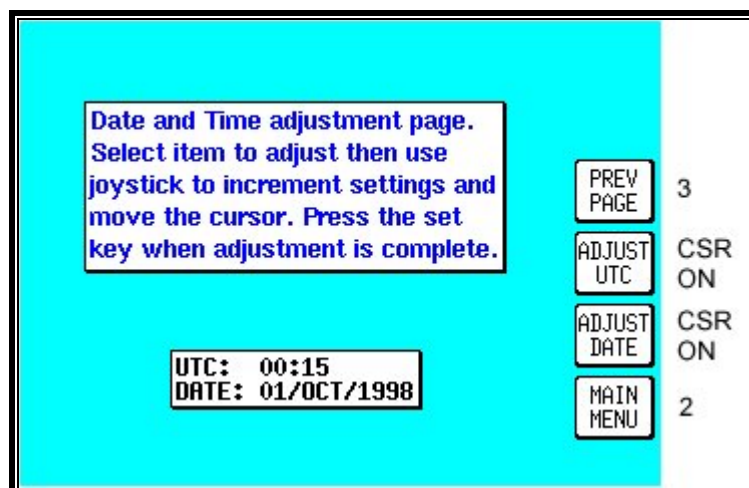 Date and Time adjustment page.
Select item to adjust then use
joystick to increment settings and
move the cursor. Press the set
key when adjustment is complete.
PREV
PAGE
3
ADJUST
UTC
CSR
ON
ADJUST
DATE
CSR
ON
UTC: 00:15
DATE: 01/OCT/1998
MAIN
MENU
2